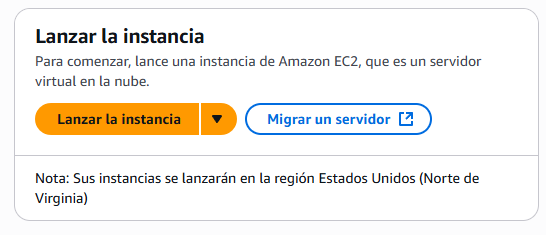 Lanzar la instancia
Para comenzar, lance una instancia de Amazon EC2, que es un servidor
virtual en la nube.
Lanzar la instancia
Migrar un servidor
Nota: Sus instancias se lanzarán en la región Estados Unidos (Norte de
Virginia)